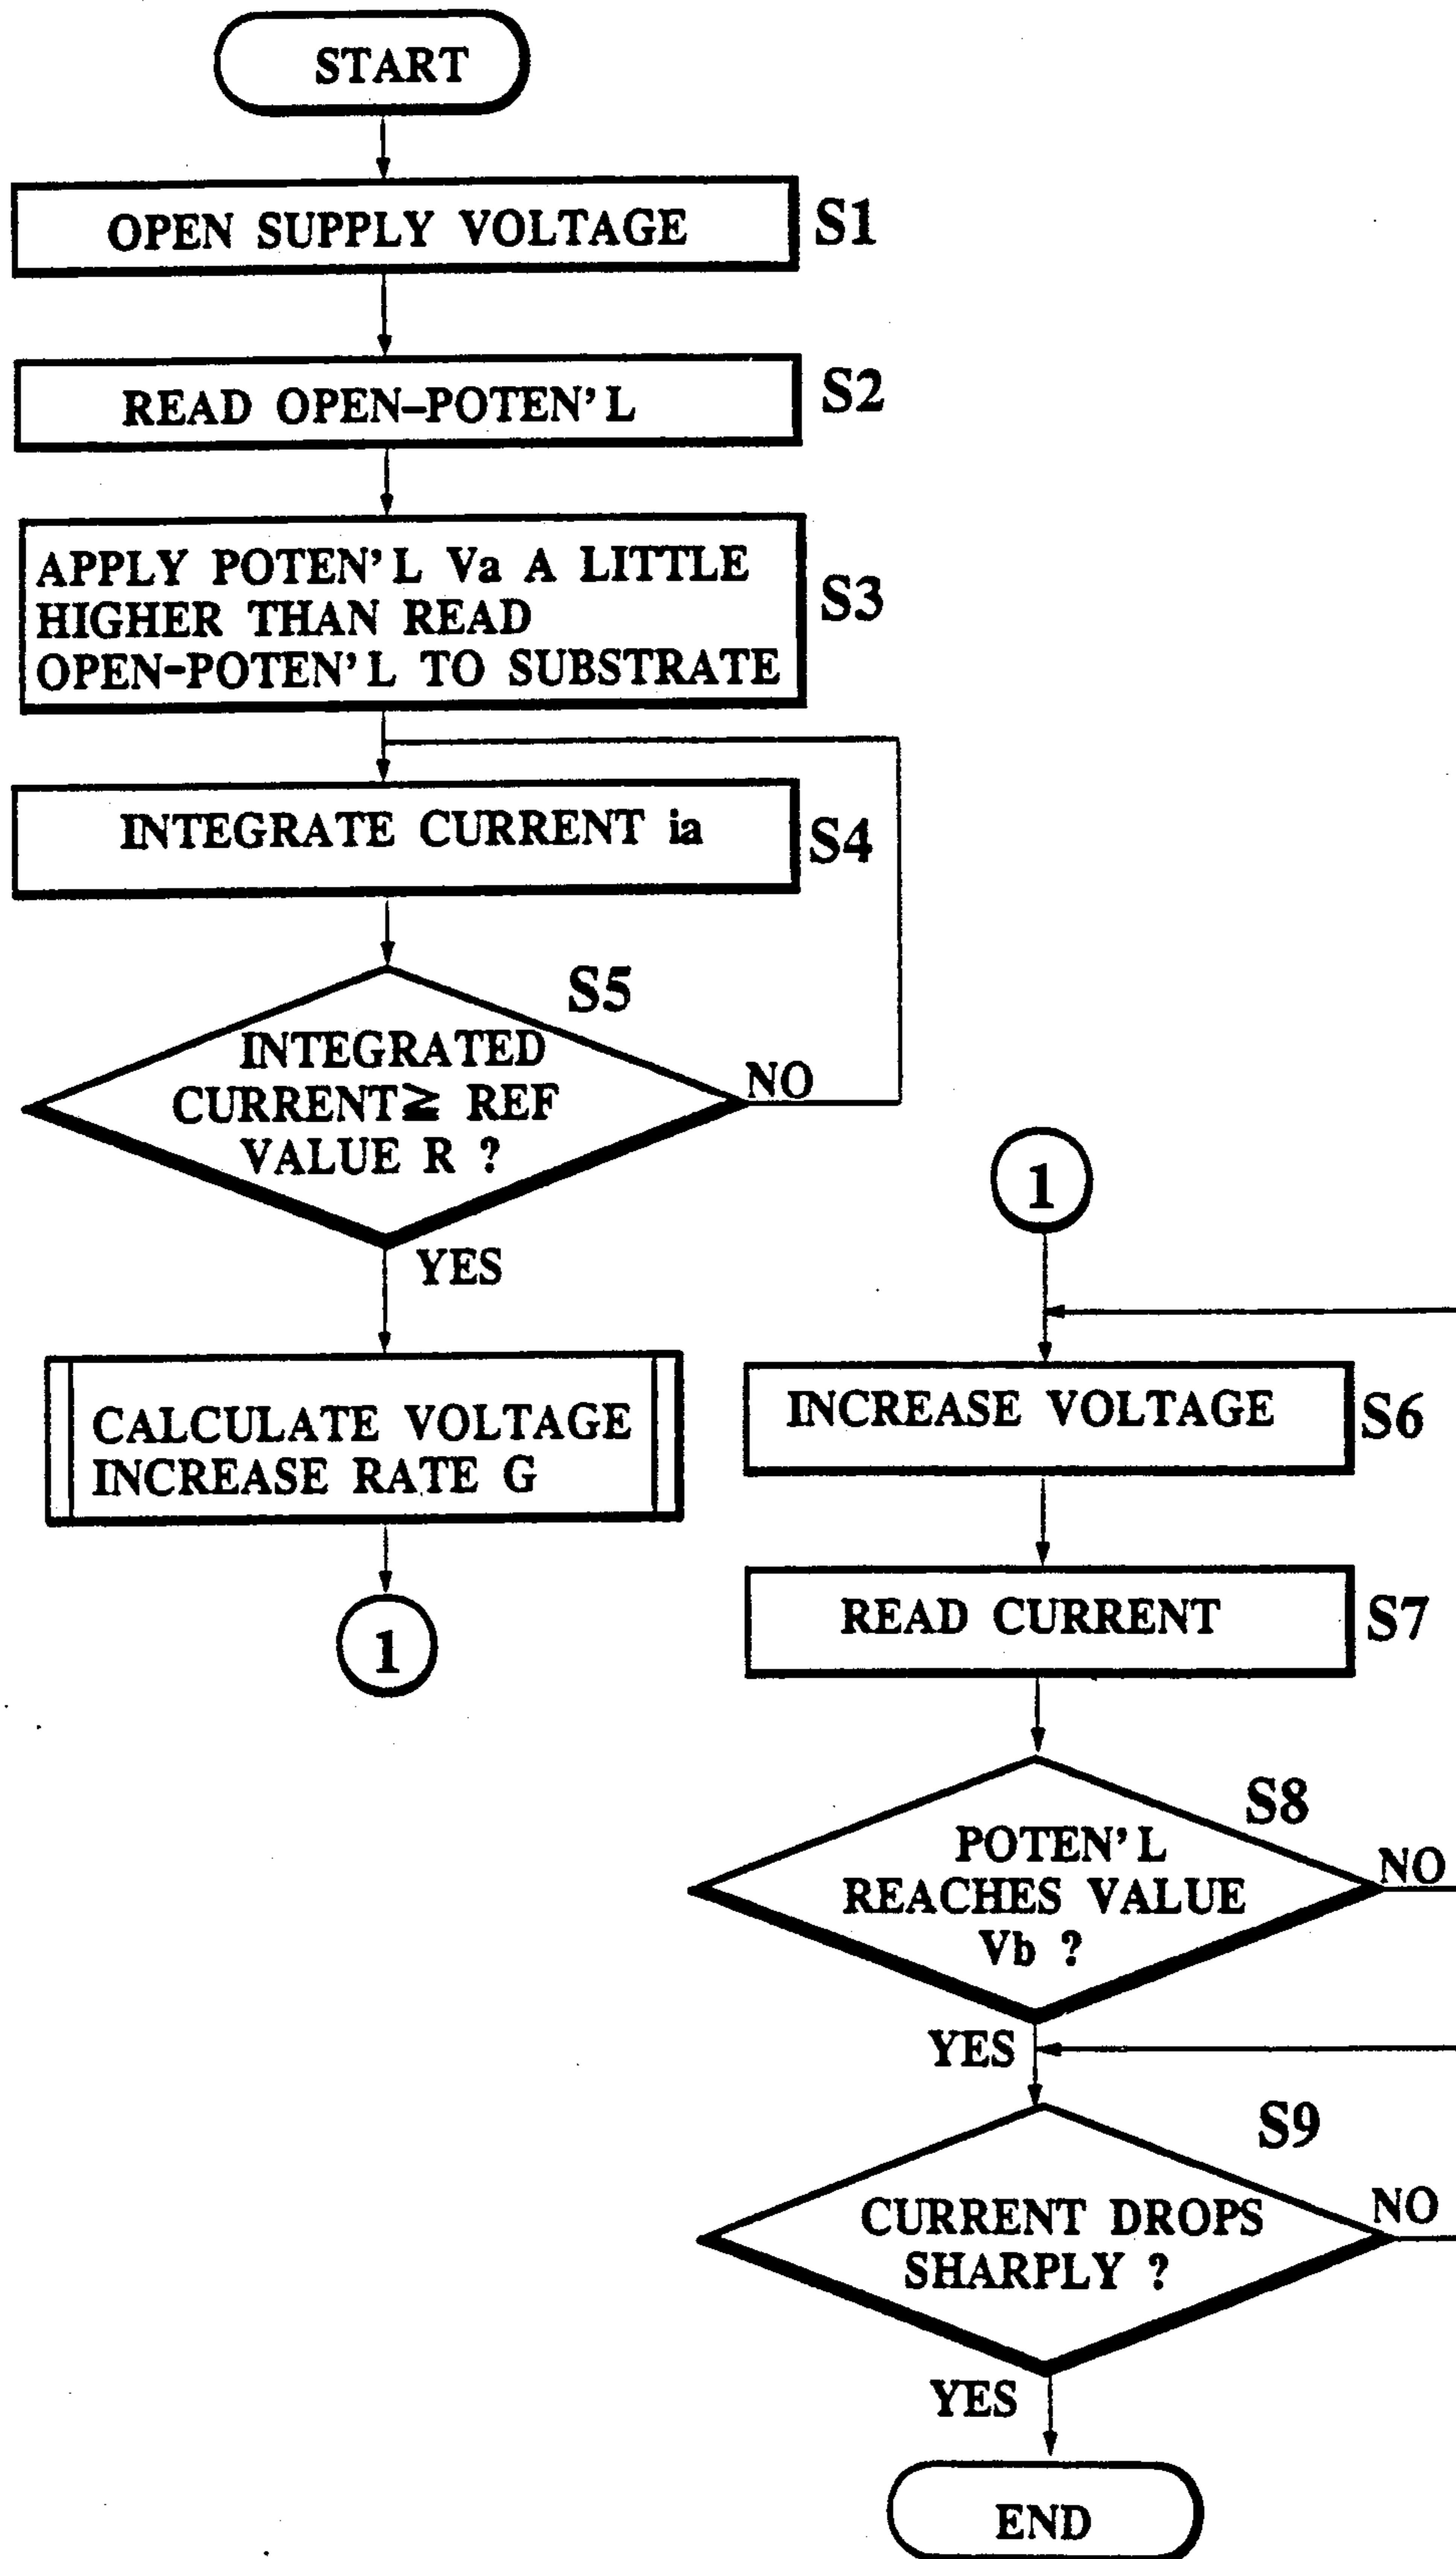 START
OPEN SUPPLY VOLTAGE
S1
READ OPEN-POTEN'L
S2
APPLY POTEN'L Va A LITTLE
HIGHER THAN READ
OPEN-POTEN'L TO SUBSTRATE
S3
INTEGRATE CURRENT ia
S4
S5
INTEGRATED
CURRENT≧ REF
VALUE R ?
NO
YES
CALCULATE VOLTAGE
INCREASE RATE G
1
1
INCREASE VOLTAGE
S6
READ CURRENT
S7
S8
POTEN'L
REACHES VALUE
Vb ?
NO
YES
S9
CURRENT DROPS
SHARPLY ?
NO
YES
END